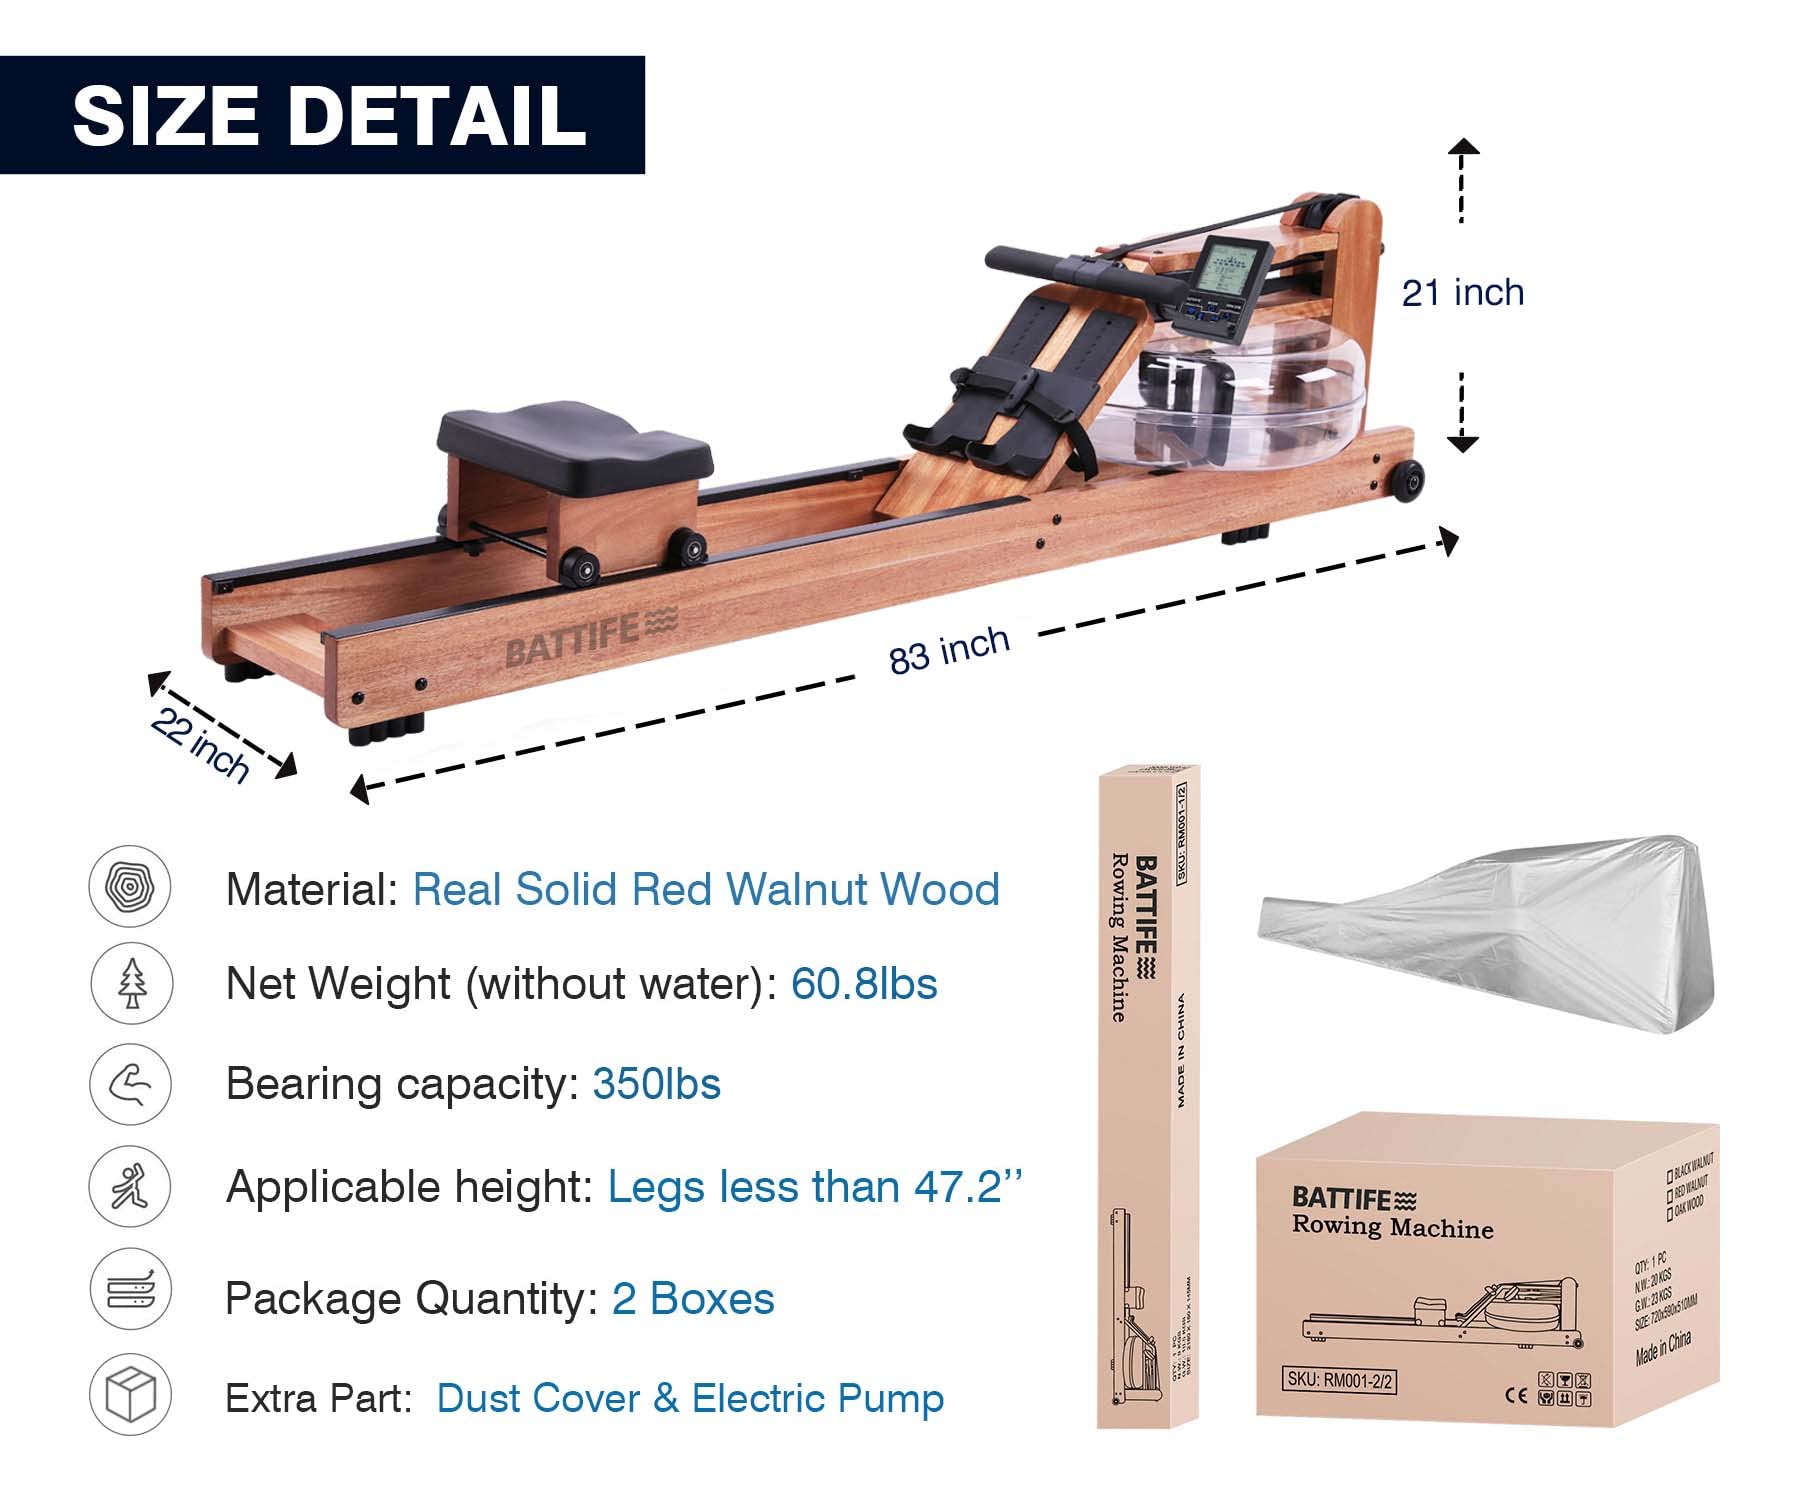 SIZE DETAIL
21 inch
BATTIFE
83 inch
22 inch
Material: Real Solid Red Walnut Wood
Net Weight (without water): 60.8lbs
Bearing capacity: 350lbs
Applicable height: Legs less than 47.2’’
Package Quantity: 2 Boxes
Extra Part: Dust Cover & Electric Pump
SKU: RM001-1/2
BATTIFE
Rowing Machine
MADE IN CHINA
QTY: 1 PC
BATTIFE
Rowing Machine
SKU: RM001-2/2
CE
BLACK WALNUT
RED WALNUT
OAK WOOD
QTY: 1 PC
N.W.: 20 KGS
G.W.: 23 KGS
SIZE: 720x590x510MM
Made in China